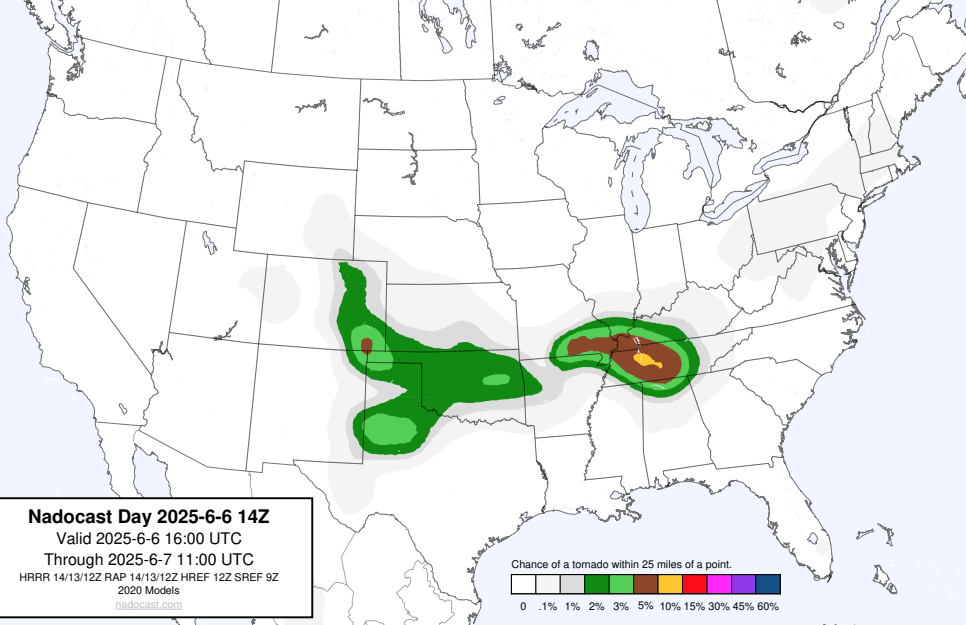 Nadocast Day 2025-6-6 14Z
Valid 2025-6-6 16:00 UTC
Through 2025-6-7 11:00 UTC
HRRR 14/13/12Z RAP 14/13/12Z HREF 12Z SREF 9Z
2020 Models
nadocast.com
Chance of a tornado within 25 miles of a point.
0 .1% 1% 2% 3% 5% 10% 15% 30% 45% 60%